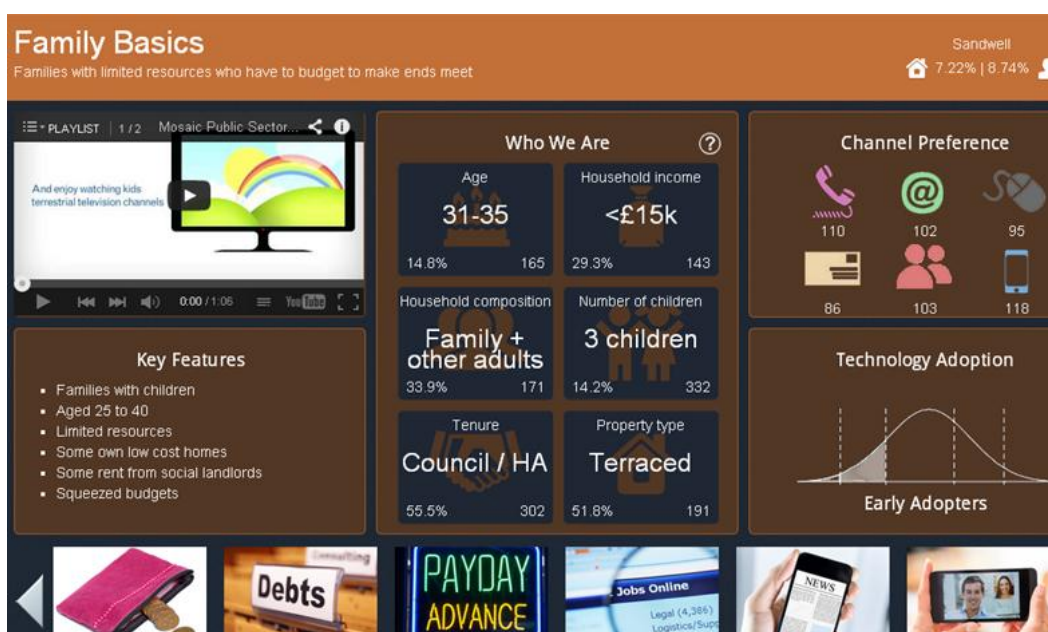 Family Basics
Families with limited resources who have to budget to make ends meet
Sandwell
7.22% | 8.74%
PLAYLIST | 1/2 Mosaic Public Sector...
And enjoy watching kids
terrestrial television channels
0:00 / 1:06
YouTube
Key Features
Families with children
Aged 25 to 40
Limited resources
Some own low cost homes
Some rent from social landlords
Squeezed budgets
Who We Are
?
Age
31-35
14.8% 165
Household income
<£15k
29.3% 143
Household composition
Family +
other adults
33.9% 171
Number of children
3 children
14.2% 332
Tenure
Council / HA
55.5% 302
Property type
Terraced
51.8% 191
Channel Preference
110 102 95
86 103 118
Technology Adoption
Early Adopters
Consulting
Debts
PAYDAY
ADVANCE
Jobs Online
Legal (4,386)
Logistics/Supp
NEWS